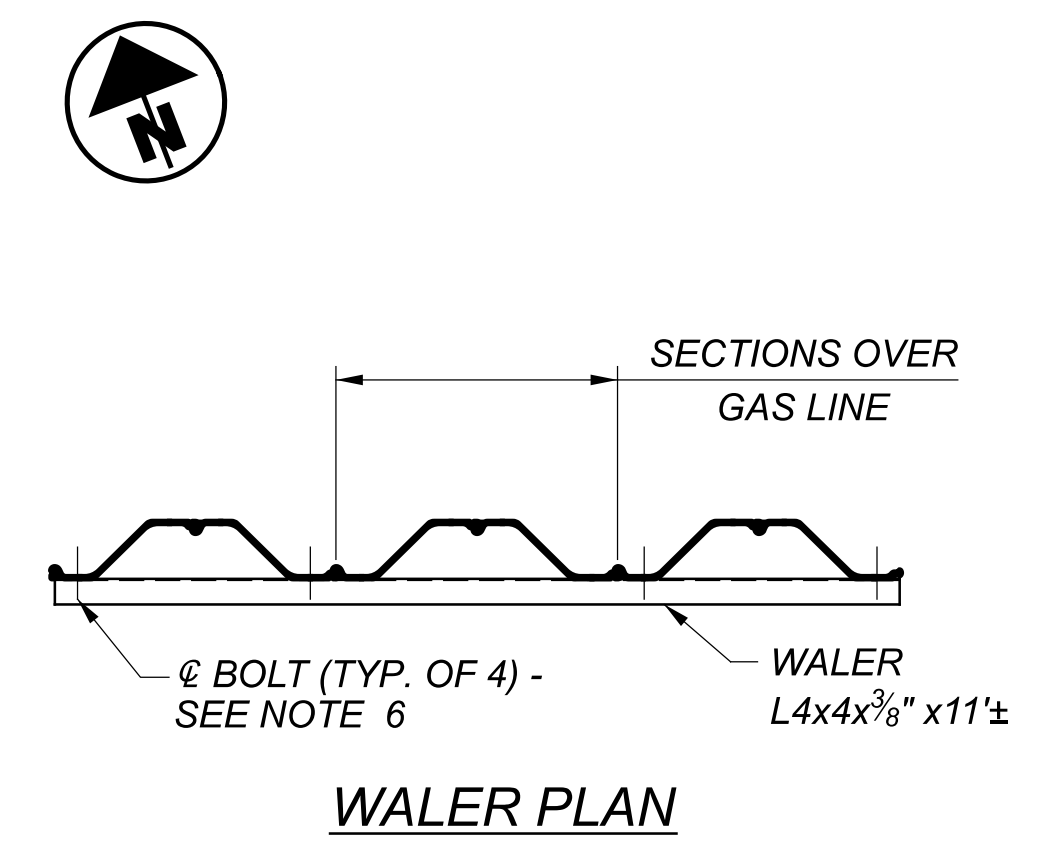 N
SECTIONS OVER
GAS LINE
℄ BOLT (TYP. OF 4) -
SEE NOTE 6
WALER
L4x4x⅜" x11'±
WALER PLAN